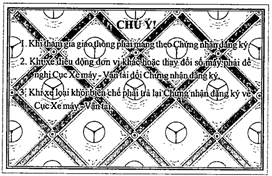 CHÚ Ý!
1. Khi tham gia giao thông phải mang theo Chứng nhận đăng ký.
2. Khi xe điều động đơn vị khác hoặc thay đổi số máy phải đề
nghị Cục Xe máy - Vận tải đổi Chứng nhận đăng ký.
3. Khi xe loại khỏi biên chế phải trả lại Chứng nhận đăng ký về
Cục Xe máy - Vận tải.